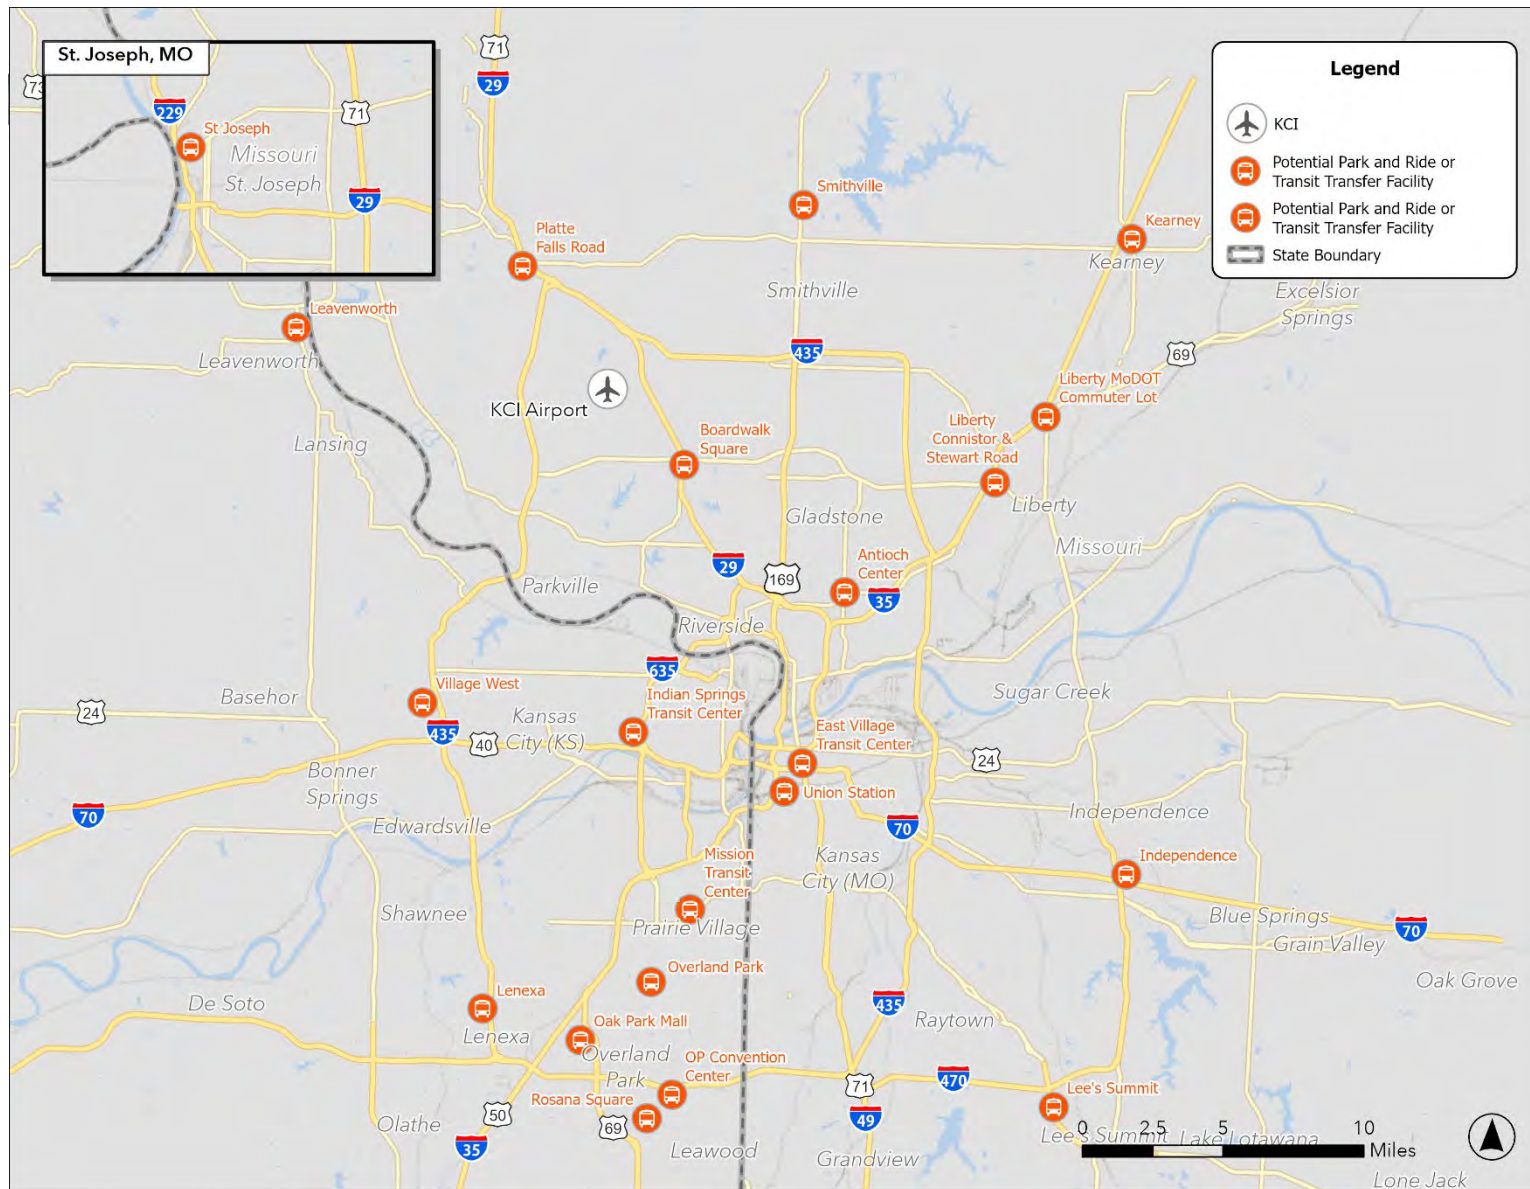 St. Joseph, MO
73
229
71
St Joseph
Missouri
St. Joseph
29
71
29
Legend
KCI
Potential Park and Ride or
Transit Transfer Facility
Potential Park and Ride or
Transit Transfer Facility
State Boundary
Smithville
Kearney
Kearney
Platte
Falls Road
Smithville
Excelsior
Springs
Leavenworth
Leavenworth
435
69
KCI Airport
Liberty MoDOT
Commuter Lot
Boardwalk
Square
Liberty
Connistor &
Stewart Road
Lansing
Liberty
Gladstone
Missouri
Antioch
Center
29
169
35
Parkville
Riverside
635
Village West
Indian Springs
Transit Center
Basehor
24
Kansas
City (KS)
435
40
East Village
Transit Center
Sugar Creek
24
Bonner
Springs
Union Station
70
Edwardsville
70
Independence
Mission
Transit
Center
Kansas
City (MO)
Independence
Shawnee
Prairie Village
Blue Springs
70
Grain Valley
Overland Park
Oak Grove
De Soto
Lenexa
Lenexa
435
Raytown
Oak Park Mall
Overland
Park
OP Convention
Center
71
470
Lee's Summit
Rosana Square
Olathe
50
69
49
35
Leawood
Grandview
Lee's Summit
Lake Lotawana
0 2.5 5 10
Miles
Lone Jack